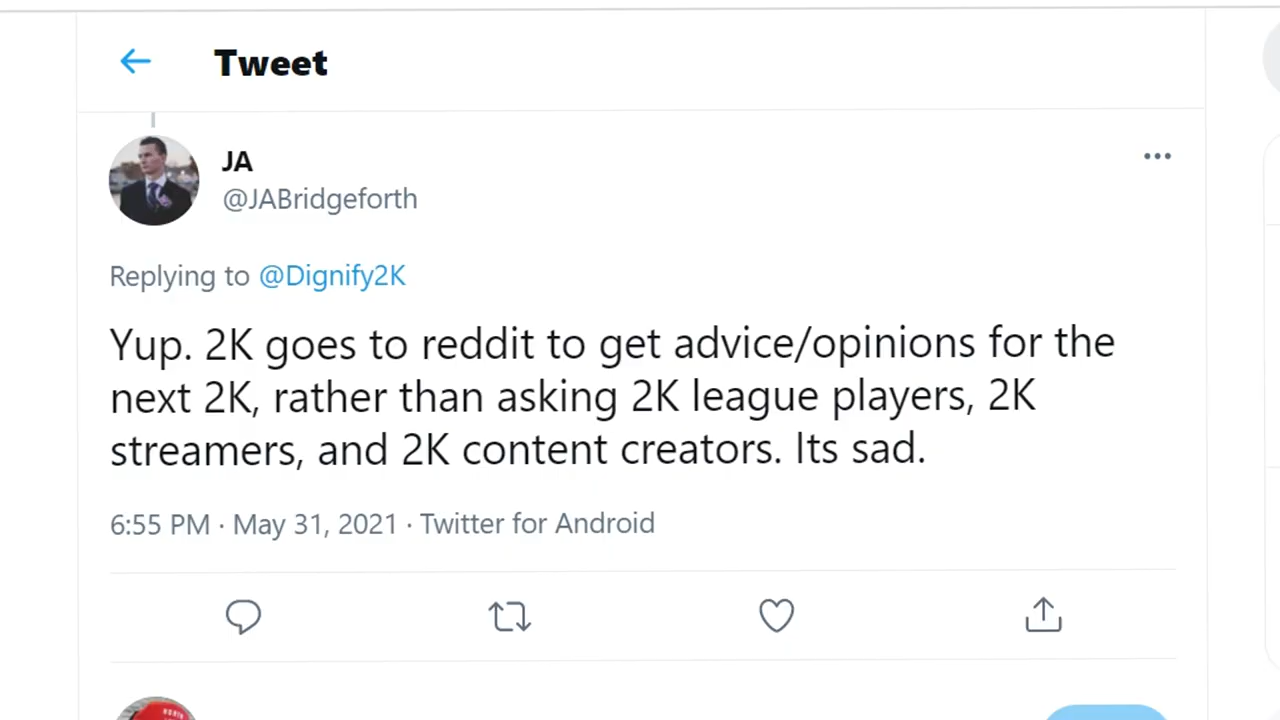 Tweet
JA
@JABridgeforth
Replying to @Dignify2K
Yup. 2K goes to reddit to get advice/opinions for the
next 2K, rather than asking 2K league players, 2K
streamers, and 2K content creators. Its sad.
6:55 PM · May 31, 2021 · Twitter for Android